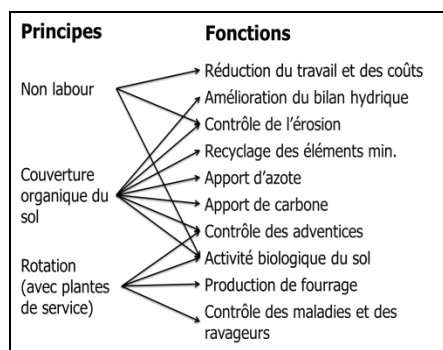 Principes
Fonctions
Non labour
Couverture
organique du
sol
Rotation
(avec plantes
de service)
Réduction du travail et des coûts
Amélioration du bilan hydrique
Contrôle de l'érosion
Recyclage des éléments min.
Apport d'azote
Apport de carbone
Contrôle des adventices
Activité biologique du sol
Production de fourrage
Contrôle des maladies et des
ravageurs